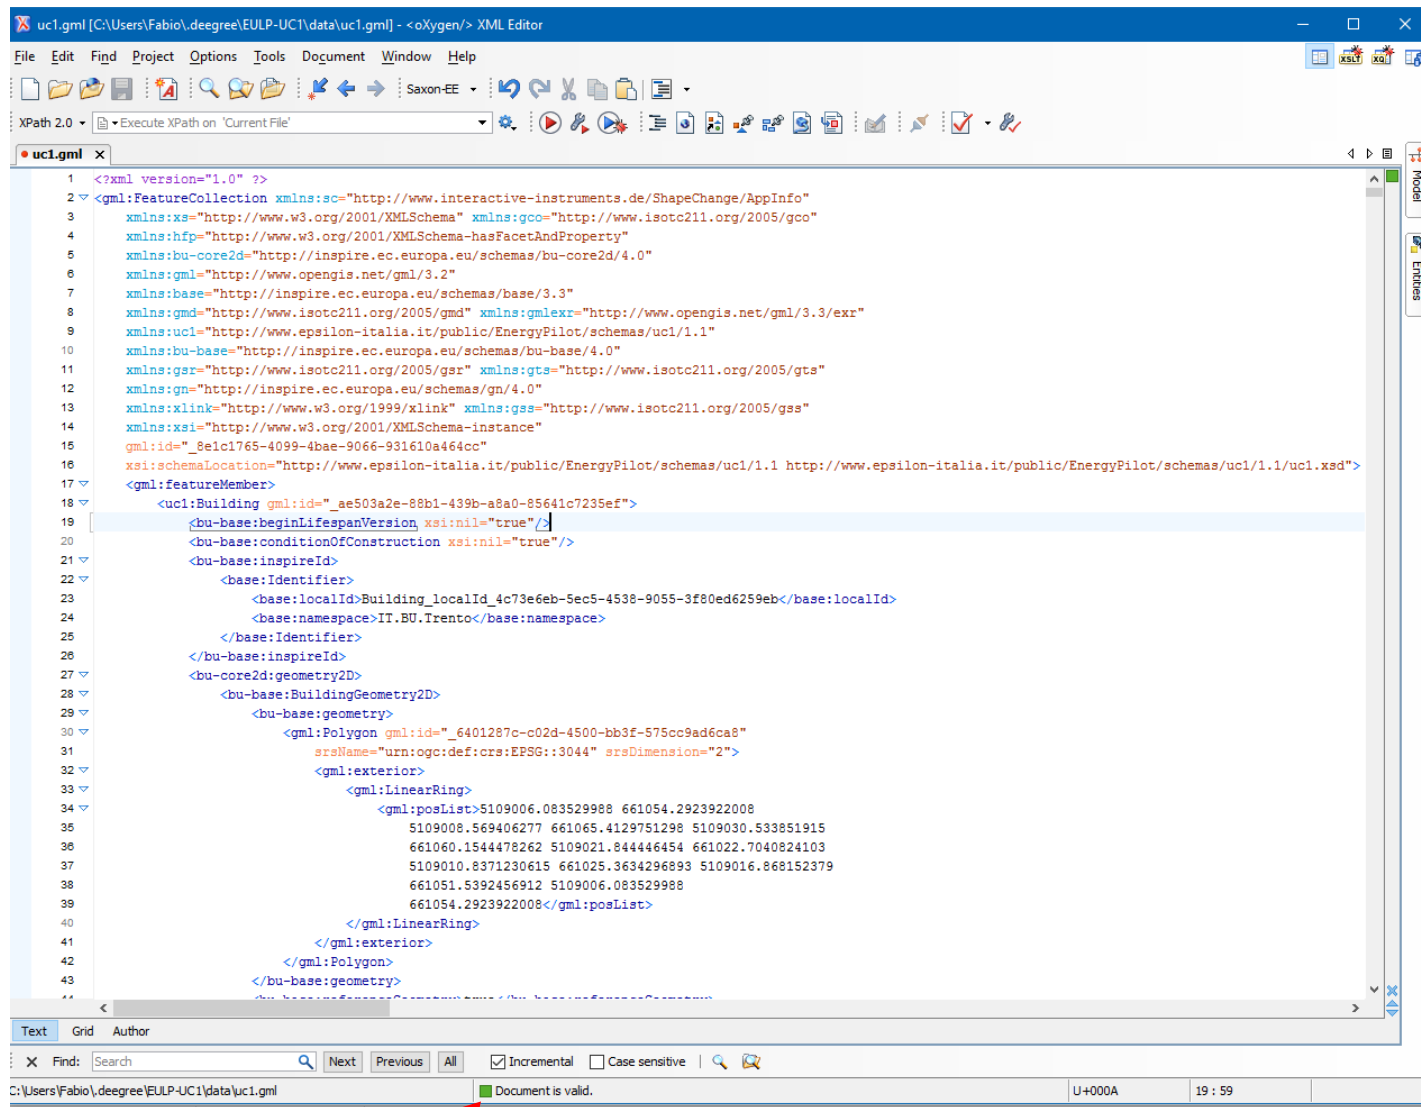 uc1.gml [C:\Users\Fabio\.deegree\EULP-UC1\data\uc1.gml] - <oXygen/> XML Editor
File Edit Find Project Options Tools Document Window Help
XSLT XQ
Saxon-EE
XPath 2.0 Execute XPath on 'Current File'
uc1.gml
1 <?xml version="1.0" ?>
2 <gml:FeatureCollection xmlns:sc="http://www.interactive-instruments.de/ShapeChange/AppInfo"
3 xmlns:xs="http://www.w3.org/2001/XMLSchema" xmlns:gco="http://www.isotc211.org/2005/gco"
4 xmlns:hfp="http://www.w3.org/2001/XMLSchema-hasFacetAndProperty"
5 xmlns:bu-core2d="http://inspire.ec.europa.eu/schemas/bu-core2d/4.0"
6 xmlns:gml="http://www.opengis.net/gml/3.2"
7 xmlns:base="http://inspire.ec.europa.eu/schemas/base/3.3"
8 xmlns:gmd="http://www.isotc211.org/2005/gmd" xmlns:gmlexr="http://www.opengis.net/gml/3.3/exr"
9 xmlns:uc1="http://www.epsilon-italia.it/public/EnergyPilot/schemas/uc1/1.1"
10 xmlns:bu-base="http://inspire.ec.europa.eu/schemas/bu-base/4.0"
11 xmlns:gsr="http://www.isotc211.org/2005/gsr" xmlns:gts="http://www.isotc211.org/2005/gts"
12 xmlns:gn="http://inspire.ec.europa.eu/schemas/gn/4.0"
13 xmlns:xlink="http://www.w3.org/1999/xlink" xmlns:gss="http://www.isotc211.org/2005/gss"
14 xmlns:xsi="http://www.w3.org/2001/XMLSchema-instance"
15 gml:id="_8e1c1765-4099-4bae-9066-931610a464cc"
16 xsi:schemaLocation="http://www.epsilon-italia.it/public/EnergyPilot/schemas/uc1/1.1 http://www.epsilon-italia.it/public/EnergyPilot/schemas/uc1/1.1/uc1.xsd">
17 <gml:featureMember>
18 <uc1:Building gml:id="_ae503a2e-88b1-439b-a8a0-85641c7235ef">
19 <bu-base:beginLifespanVersion xsi:nil="true"/>
20 <bu-base:conditionOfConstruction xsi:nil="true"/>
21 <bu-base:inspireId>
22 <base:Identifier>
23 <base:localId>Building_localId_4c73e6eb-5ec5-4538-9055-3f80ed6259eb</base:localId>
24 <base:namespace>IT.BU.Trento</base:namespace>
25 </base:Identifier>
26 </bu-base:inspireId>
27 <bu-core2d:geometry2D>
28 <bu-base:BuildingGeometry2D>
29 <bu-base:geometry>
30 <gml:Polygon gml:id="_6401287c-c02d-4500-bb3f-575cc9ad6ca8"
31 srsName="urn:ogc:def:crs:EPSG::3044" srsDimension="2">
32 <gml:exterior>
33 <gml:LinearRing>
34 <gml:posList>5109006.083529988 661054.2923922008
35 5109008.569406277 661065.4129751298 5109030.533851915
36 661060.1544478262 5109021.844446454 661022.7040824103
37 5109010.8371230615 661025.3634296893 5109016.868152379
38 661051.5392456912 5109006.083529988
39 661054.2923922008</gml:posList>
40 </gml:LinearRing>
41 </gml:exterior>
42 </gml:Polygon>
43 </bu-base:geometry>
Model
Entities
Text Grid Author
Find: Search Next Previous All Incremental Case sensitive
C:\Users\Fabio\.deegree\EULP-UC1\data\uc1.gml Document is valid. U+000A 19 : 59